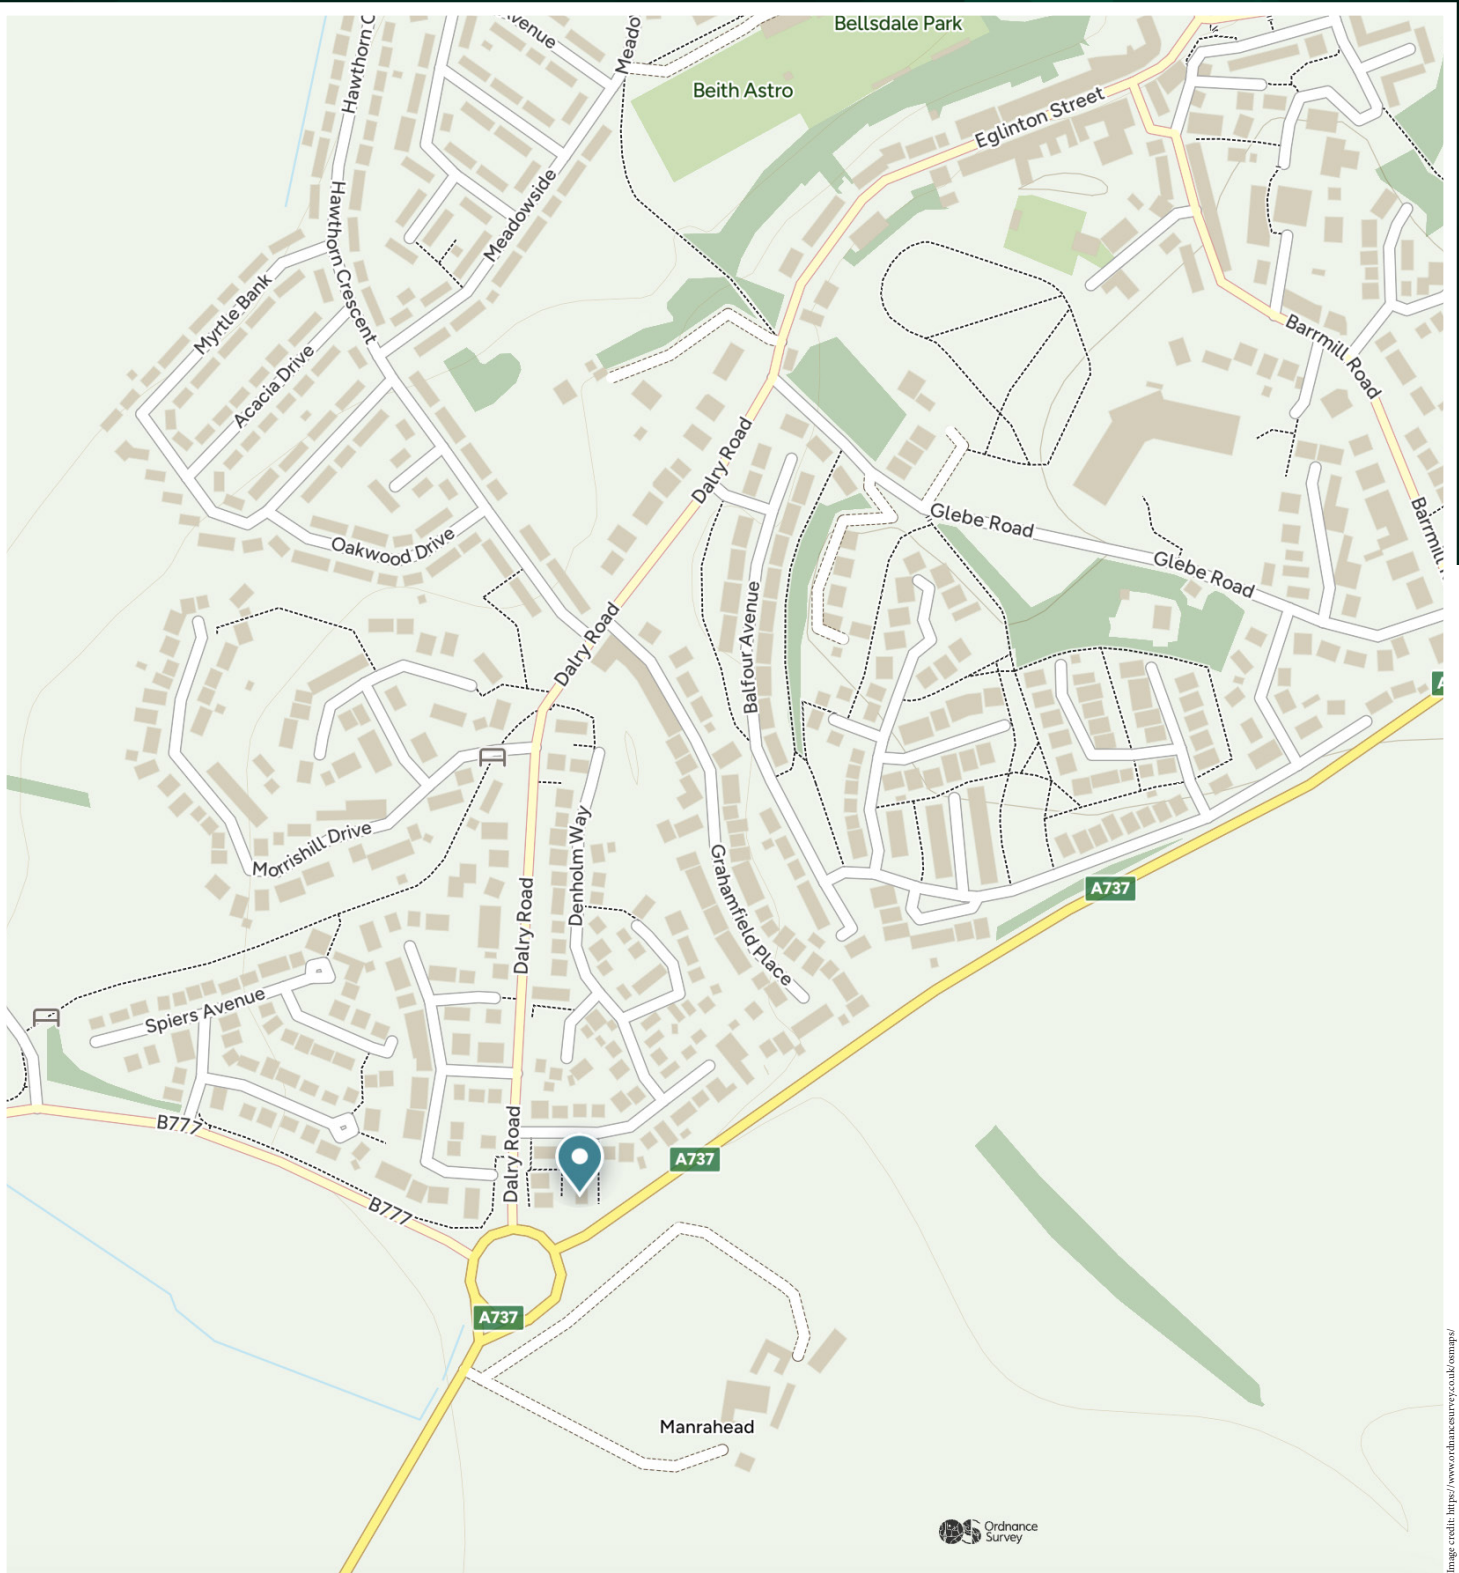 Bellsdale Park
Hawthorn C
venue
Meado
Beith Astro
Eglinton Street
Meadowside
Hawthorn Crescent
Myrtle Bank
Acacia Drive
Barrmill Road
Dalry Road
Glebe Road
Barrmil
Oakwood Drive
Glebe Road
Dalry Road
Balfour Avenue
A
Morrishill Drive
Denholm Way
Grahamfield Place
A737
Dalry Road
Spiers Avenue
B777
Dalry Road
A737
B777
A737
Manrahead
Ordnance
Survey
Image credit: https://www.ordnancesurvey.co.uk/osmaps/